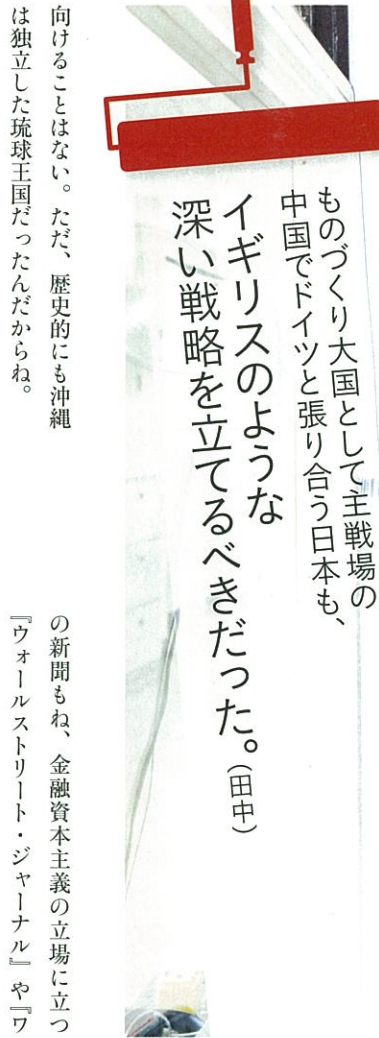 ものづくり大国として主戦場の
中国でドイツと張り合う日本も、
イギリスのような
深い戦略を立てるべきだった。(田中)
向けることはない。ただ、歴史的にも沖縄
は独立した琉球王国だったんだからね。
の新聞もね、金融資本主義の立場に立つ
『ウォールストリート・ジャーナル』や『ワ